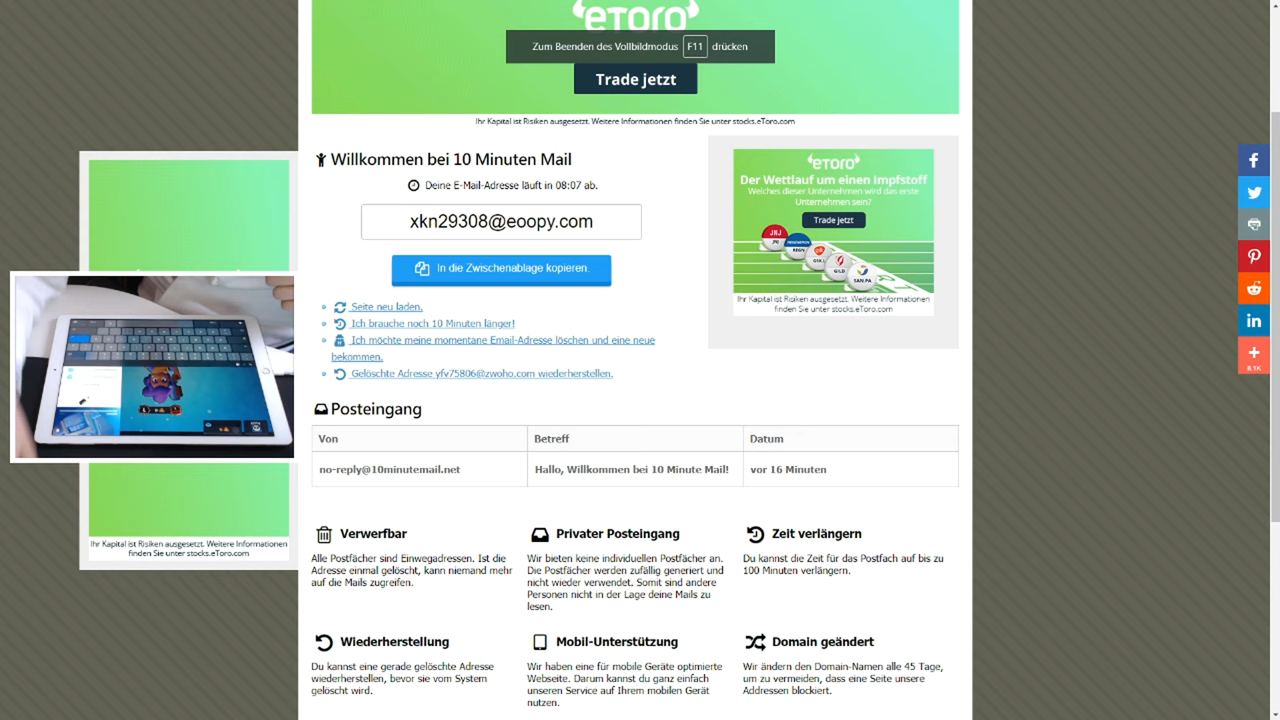 eToro
Zum Beenden des Vollbildmodus F11 drücken
Trade jetzt
Ihr Kapital ist Risiken ausgesetzt. Weitere Informationen finden Sie unter stocks.eToro.com
Willkommen bei 10 Minuten Mail
Deine E-Mail-Adresse läuft in 08:07 ab.
xkn29308@eoopy.com
In die Zwischenablage kopieren.
Seite neu laden.
Ich brauche noch 10 Minuten länger!
Ich möchte meine momentane Email-Adresse löschen und eine neue
bekommen.
Gelöschte Adresse yfv75806@zwoho.com wiederherstellen.
eToro
Der Wettlauf um einen Impfstoff
Welches dieser Unternehmen wird das erste
Unternehmen sein?
Trade jetzt
JNJ
REGN
GILD
SAN.PA
Ihr Kapital ist Risiken ausgesetzt. Weitere Informationen
finden Sie unter stocks.eToro.com
8.1K
Posteingang
Von Betreff Datum
no-reply@10minutemail.net Hallo, Willkommen bei 10 Minute Mail! vor 16 Minuten
Ihr Kapital ist Risiken ausgesetzt. Weitere Informationen
finden Sie unter stocks.eToro.com
Verwerfbar
Alle Postfächer sind Einwegadressen. Ist die
Adresse einmal gelöscht, kann niemand mehr
auf die Mails zugreifen.
Privater Posteingang
Wir bieten keine individuellen Postfächer an.
Die Postfächer werden zufällig generiert und
nicht wieder verwendet. Somit sind andere
Personen nicht in der Lage deine Mails zu
lesen.
Zeit verlängern
Du kannst die Zeit für das Postfach auf bis zu
100 Minuten verlängern.
Wiederherstellung
Du kannst eine gerade gelöschte Adresse
wiederherstellen, bevor sie vom System
gelöscht wird.
Mobil-Unterstützung
Wir haben eine für mobile Geräte optimierte
Webseite. Darum kannst du ganz einfach
unseren Service auf Ihrem mobilen Gerät
nutzen.
Domain geändert
Wir ändern den Domain-Namen alle 45 Tage,
um zu vermeiden, dass eine Seite unsere
Addressen blockiert.